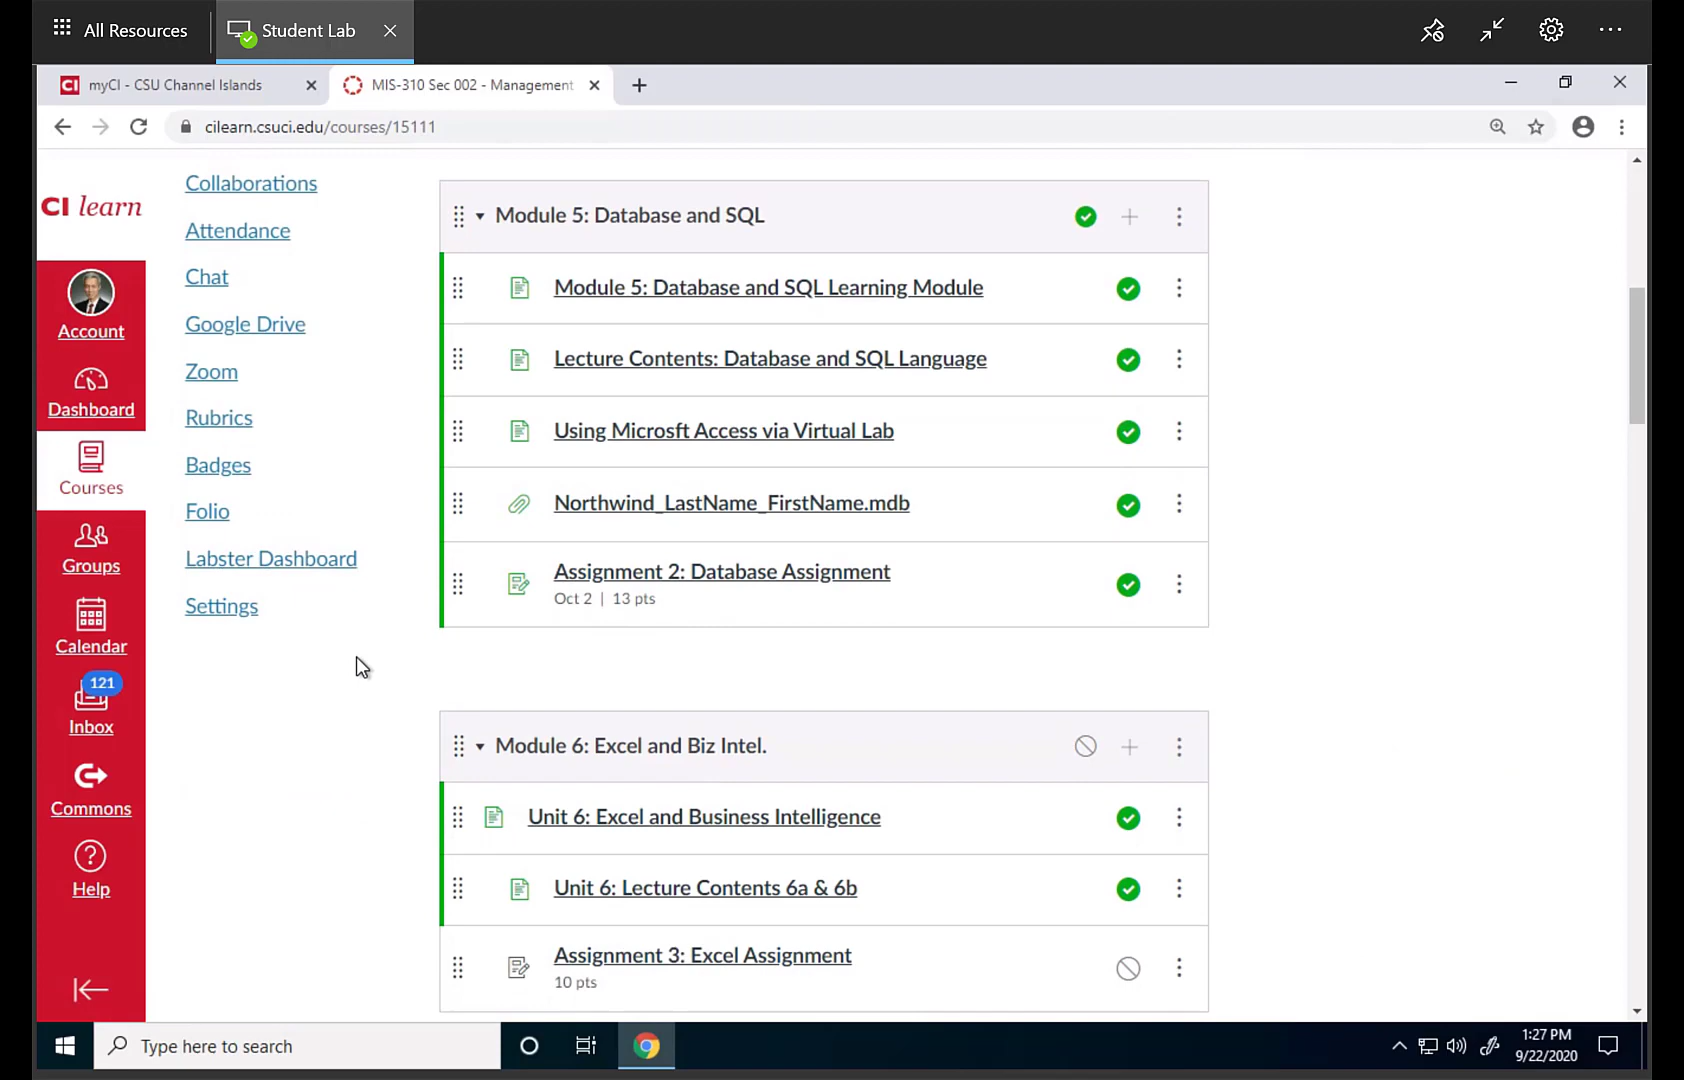 All Resources
Student Lab
myCI - CSU Channel Islands
MIS-310 Sec 002 - Management
cilearn.csuci.edu/courses/15111
CI learn
Account
Dashboard
Courses
Groups
Calendar
121
Inbox
Commons
Help
Collaborations
Attendance
Chat
Google Drive
Zoom
Rubrics
Badges
Folio
Labster Dashboard
Settings
Module 5: Database and SQL
Module 5: Database and SQL Learning Module
Lecture Contents: Database and SQL Language
Using Microsft Access via Virtual Lab
Northwind_LastName_FirstName.mdb
Assignment 2: Database Assignment
Oct 2 | 13 pts
Module 6: Excel and Biz Intel.
Unit 6: Excel and Business Intelligence
Unit 6: Lecture Contents 6a & 6b
Assignment 3: Excel Assignment
10 pts
Type here to search
1:27 PM
9/22/2020